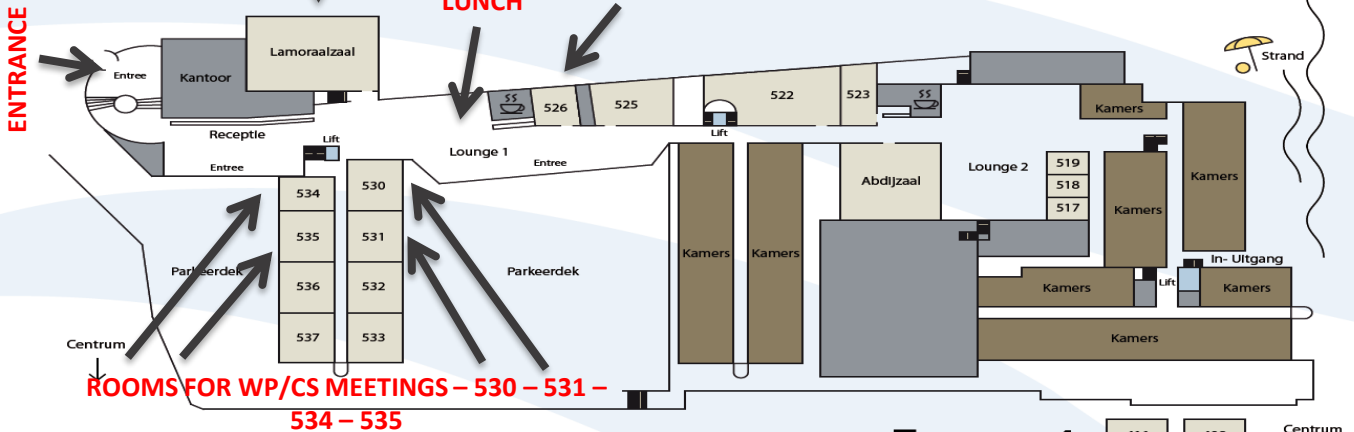 LUNCH
ENTRANCE
Entree
Kantoor
Lamoraalzaal
Receptie
Lift
Entree
Lounge 1
Entree
526
525
Lift
522
523
Abdijzaal
Lounge 2
519
518
517
Kamers
Kamers
Kamers
Strand
In- Uitgang
Lift
Kamers
Kamers
Kamers
Kamers
Kamers
534
535
536
537
530
531
532
533
Parkeerdek
Parkeerdek
Centrum
ROOMS FOR WP/CS MEETINGS – 530 – 531 –
534 – 535
Centrum